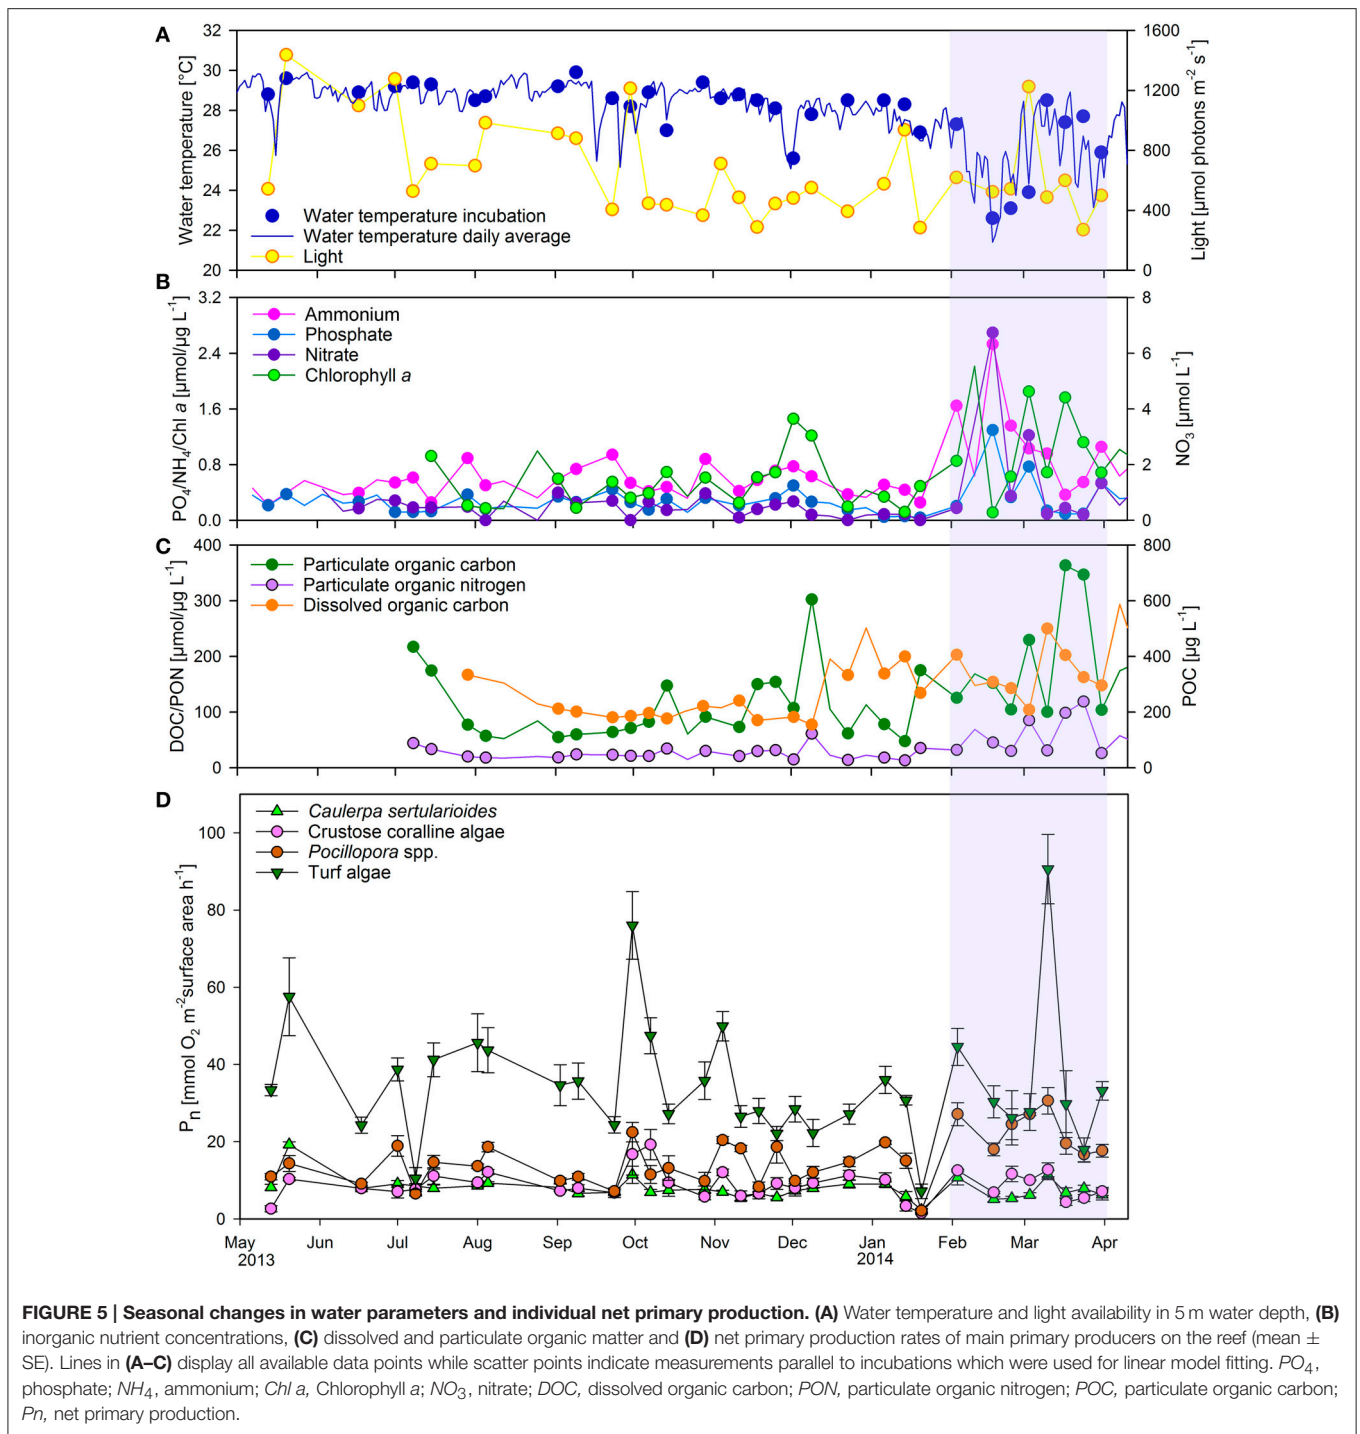 A
Water temperature [°C]
32
30
28
26
24
22
20
1600
1200
800
400
0
Light [µmol photons m-2 s-1]
Water temperature incubation
Water temperature daily average
Light
B
PO4/NH4/Chl a [µmol/µg L-1]
3.2
2.4
1.6
0.8
0.0
8
6
4
2
0
NO3 [µmol L-1]
Ammonium
Phosphate
Nitrate
Chlorophyll a
C
DOC/PON [µmol/µg L-1]
400
300
200
100
0
800
600
400
200
0
POC [µg L-1]
Particulate organic carbon
Particulate organic nitrogen
Dissolved organic carbon
D
Pn [mmol O2 m-2surface area h-1]
100
80
60
40
20
0
Caulerpa sertularioides
Crustose coralline algae
Pocillopora spp.
Turf algae
May Jun Jul Aug Sep Oct Nov Dec Jan Feb Mar Apr
2013 2014
FIGURE 5 | Seasonal changes in water parameters and individual net primary production. (A) Water temperature and light availability in 5 m water depth, (B)
inorganic nutrient concentrations, (C) dissolved and particulate organic matter and (D) net primary production rates of main primary producers on the reef (mean ±
SE). Lines in (A–C) display all available data points while scatter points indicate measurements parallel to incubations which were used for linear model fitting. PO4,
phosphate; NH4, ammonium; Chl a, Chlorophyll a; NO3, nitrate; DOC, dissolved organic carbon; PON, particulate organic nitrogen; POC, particulate organic carbon;
Pn, net primary production.